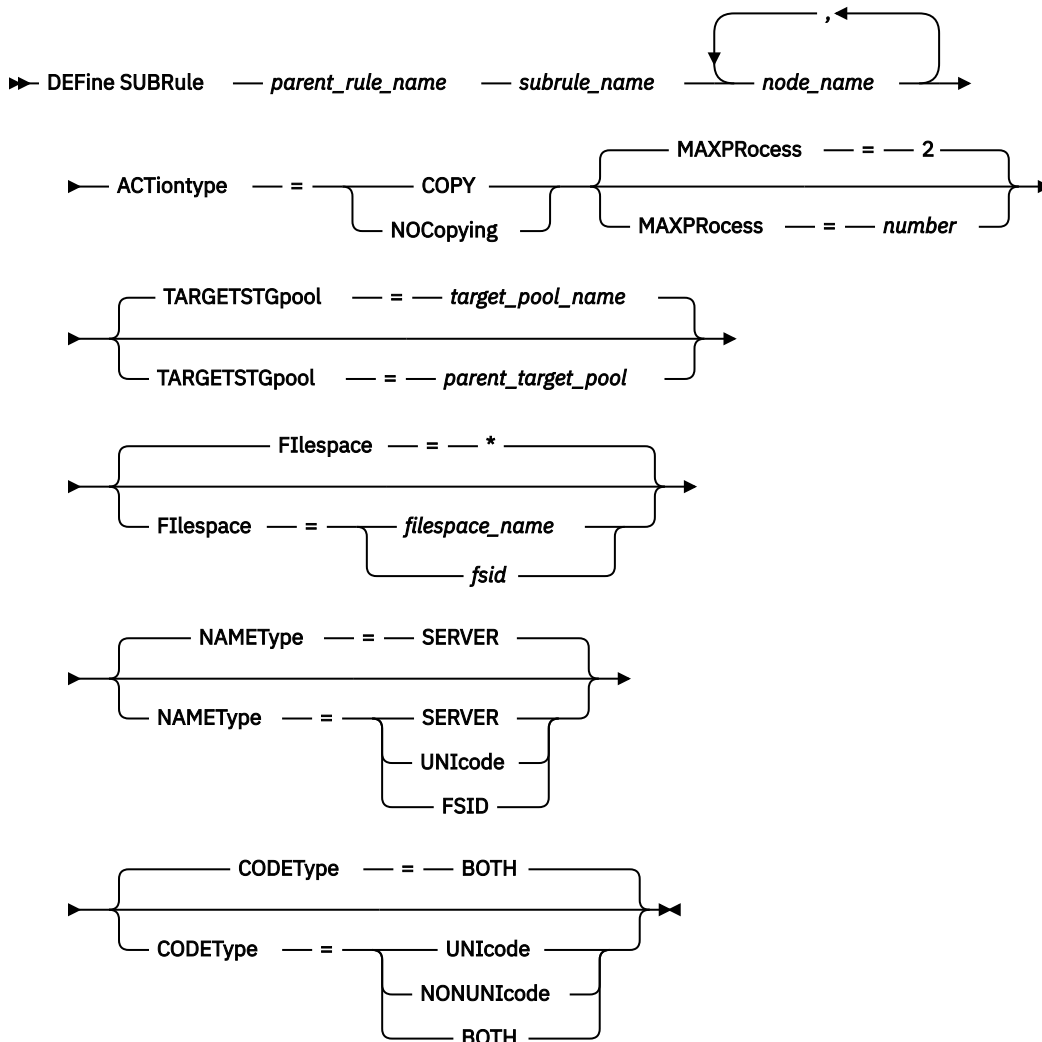 ,
DEFine SUBRule parent_rule_name subrule_name node_name
MAXPRocess = 2
ACTiontype = COPY
NOCopying
MAXPRocess = number
TARGETSTGpool = target_pool_name
TARGETSTGpool = parent_target_pool
FIlespace = *
FIlespace = filespace_name
fsid
NAMEType = SERVER
NAMEType = SERVER
UNIcode
FSID
CODEType = BOTH
CODEType = UNIcode
NONUNIcode
BOTH